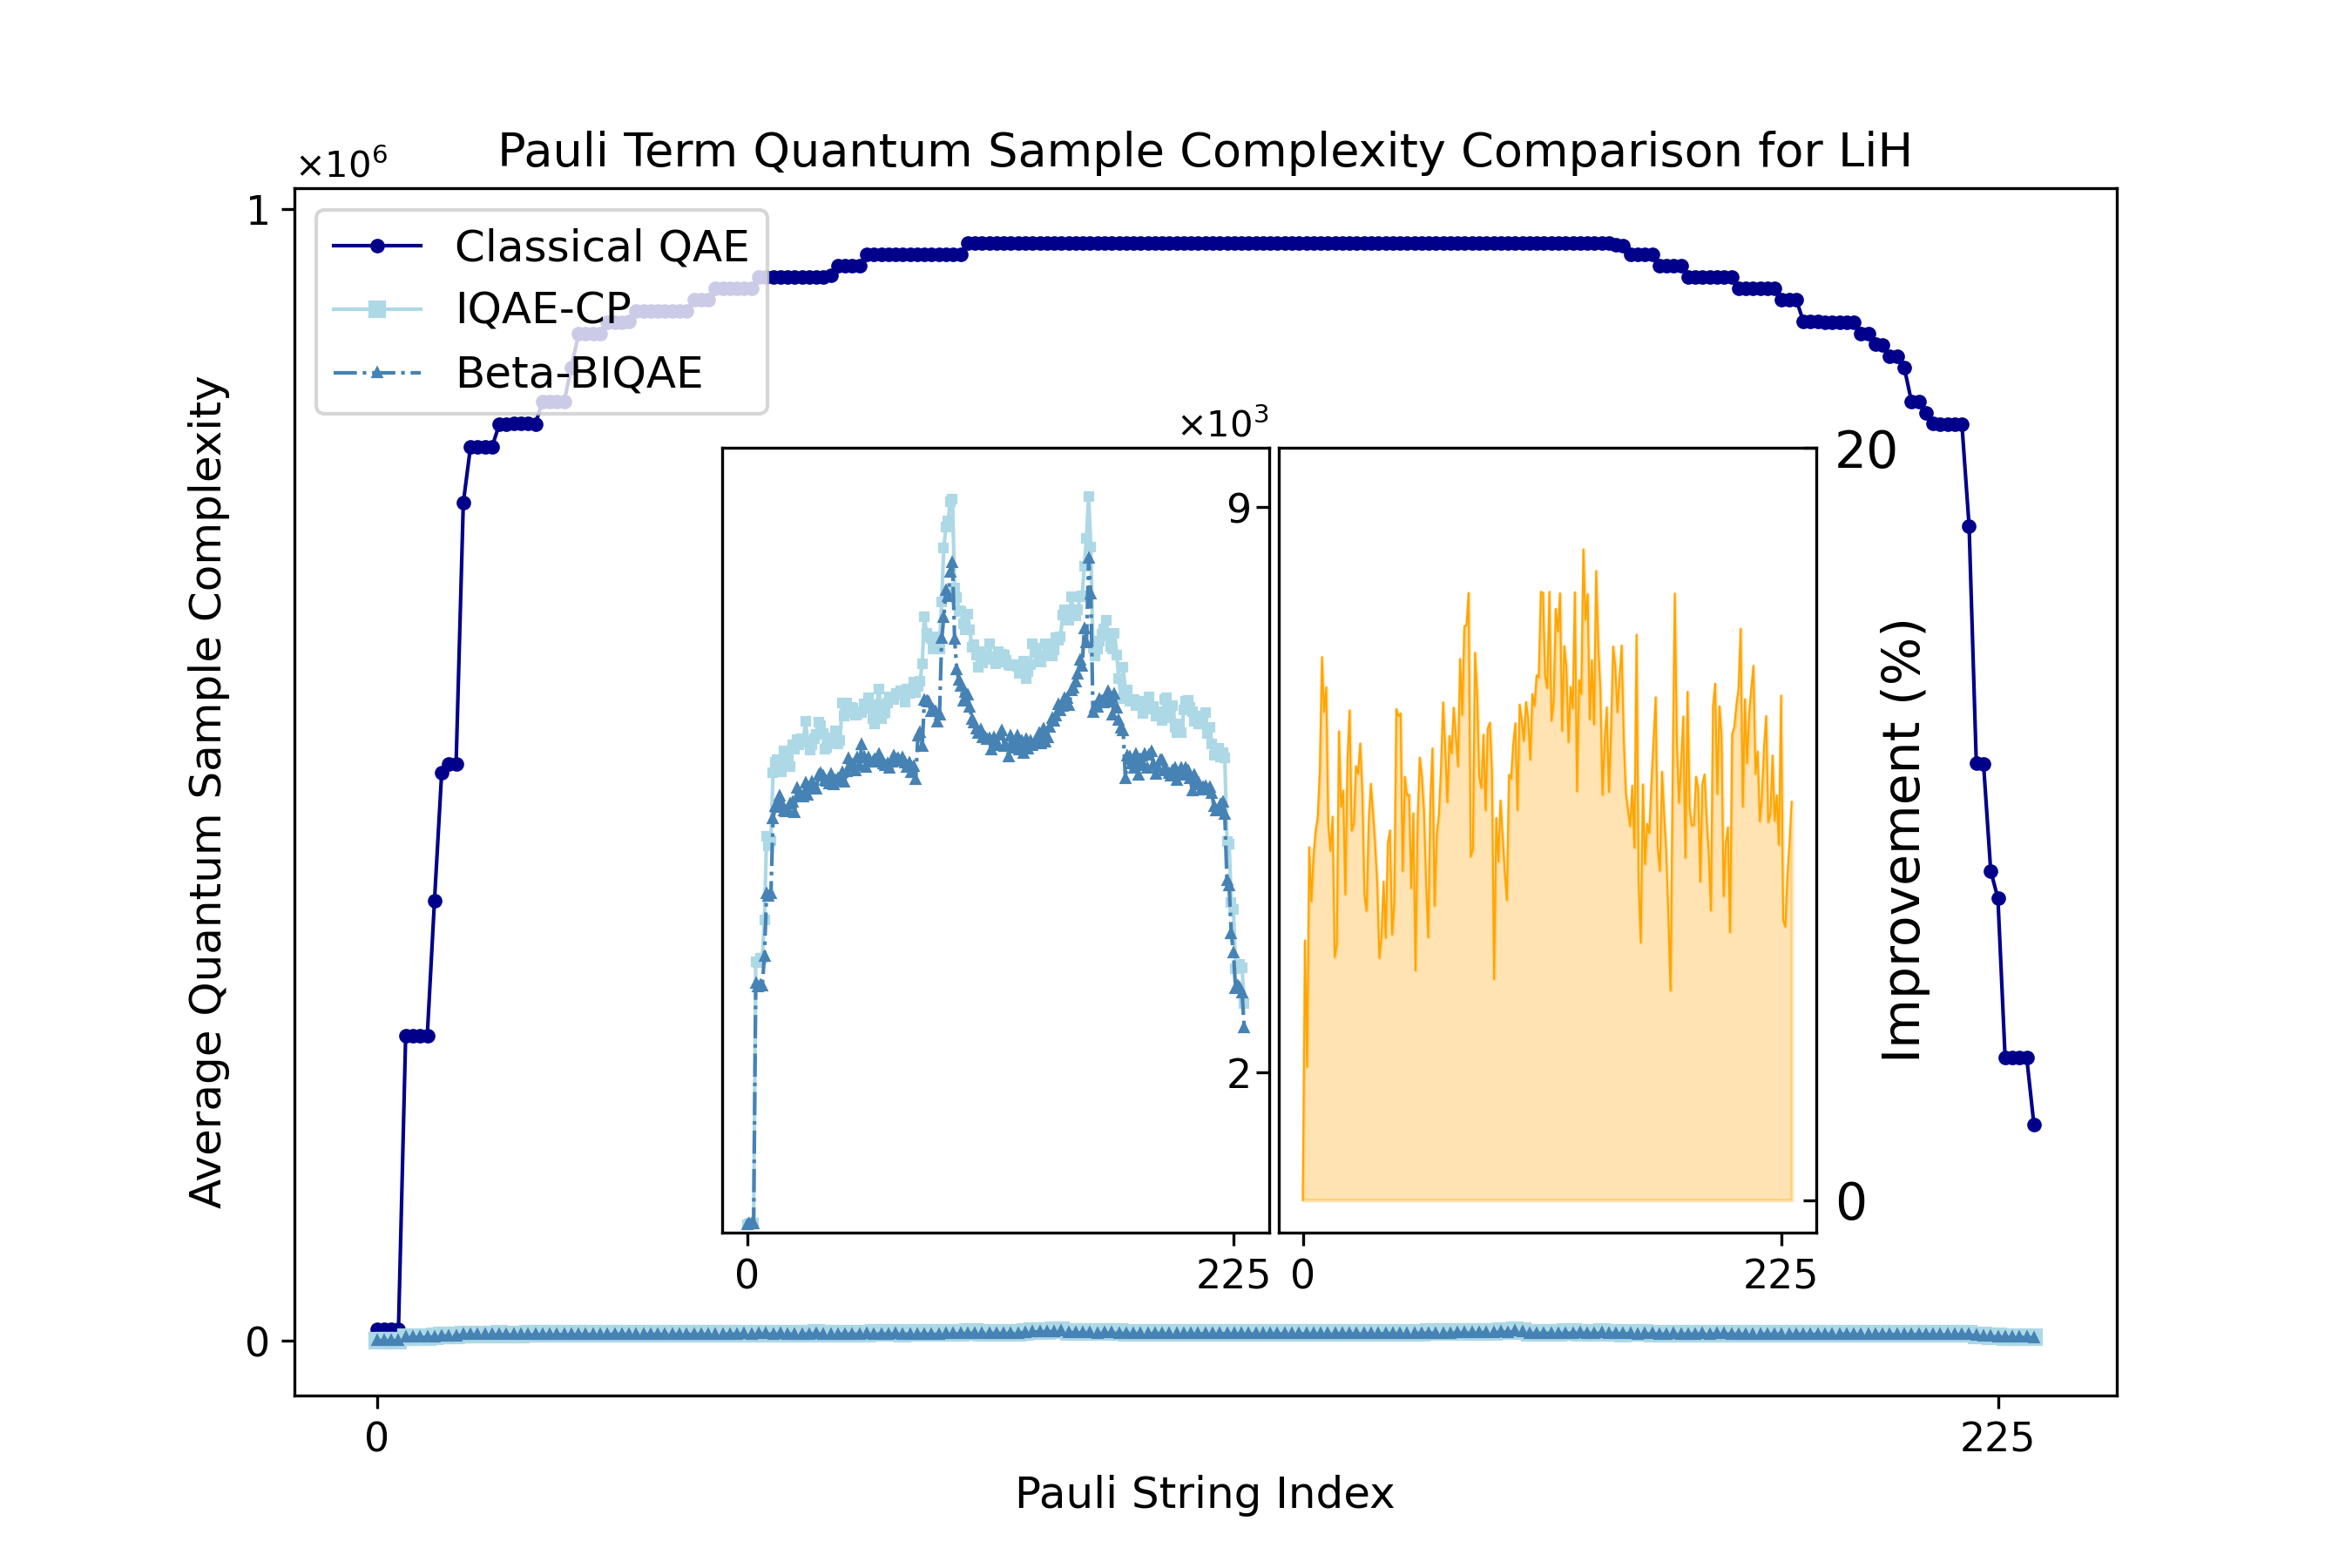 Pauli Term Quantum Sample Complexity Comparison for LiH
×10⁶
1
Classical QAE
IQAE-CP
Beta-BIQAE
Average Quantum Sample Complexity
×10³
9
2
0
225
20
Improvement (%)
0
0
225
0
0
225
Pauli String Index